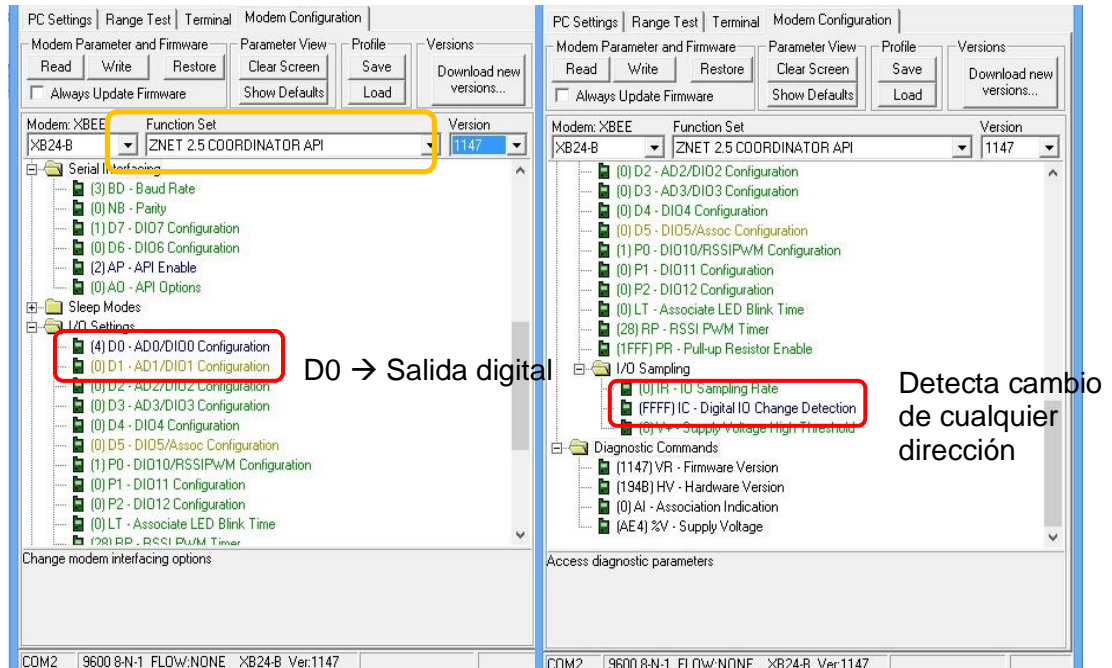 PC Settings Range Test Terminal Modem Configuration
Modem Parameter and Firmware Parameter View Profile Versions
Read Write Restore Clear Screen Save Download new versions...
Always Update Firmware Show Defaults Load
Modem: XBEE Function Set Version
XB24-B ZNET 2.5 COORDINATOR API 1147
Serial Interfacing
(3) BD - Baud Rate
(0) NB - Parity
(1) D7 - DIO7 Configuration
(0) D6 - DIO6 Configuration
(2) AP - API Enable
(0) AO - API Options
Sleep Modes
I/O Settings
(4) D0 - AD0/DIO0 Configuration
(0) D1 - AD1/DIO1 Configuration
(0) D2 - AD2/DIO2 Configuration
(0) D3 - AD3/DIO3 Configuration
(0) D4 - DIO4 Configuration
(0) D5 - DIO5/Assoc Configuration
(1) P0 - DIO10/RSSIPWM Configuration
(0) P1 - DIO11 Configuration
(0) P2 - DIO12 Configuration
(0) LT - Associate LED Blink Time
(28) RP - RSSI PWM Timer
Change modem interfacing options
COM2 9600 8-N-1 FLOW:NONE XB24-B Ver:1147
D0 → Salida digital
PC Settings Range Test Terminal Modem Configuration
Modem Parameter and Firmware Parameter View Profile Versions
Read Write Restore Clear Screen Save Download new versions...
Always Update Firmware Show Defaults Load
Modem: XBEE Function Set Version
XB24-B ZNET 2.5 COORDINATOR API 1147
(0) D2 - AD2/DIO2 Configuration
(0) D3 - AD3/DIO3 Configuration
(0) D4 - DIO4 Configuration
(0) D5 - DIO5/Assoc Configuration
(1) P0 - DIO10/RSSIPWM Configuration
(0) P1 - DIO11 Configuration
(0) P2 - DIO12 Configuration
(0) LT - Associate LED Blink Time
(28) RP - RSSI PWM Timer
(1FFF) PR - Pull-up Resistor Enable
I/O Sampling
(0) IR - IO Sampling Rate
(FFFF) IC - Digital IO Change Detection
(0) V+ - Supply Voltage High Threshold
Diagnostic Commands
(1147) VR - Firmware Version
(194B) HV - Hardware Version
(0) AI - Association Indication
(AE4) %V - Supply Voltage
Access diagnostic parameters
COM2 9600 8-N-1 FLOW:NONE XB24-B Ver:1147
Detecta cambio
de cualquier
dirección